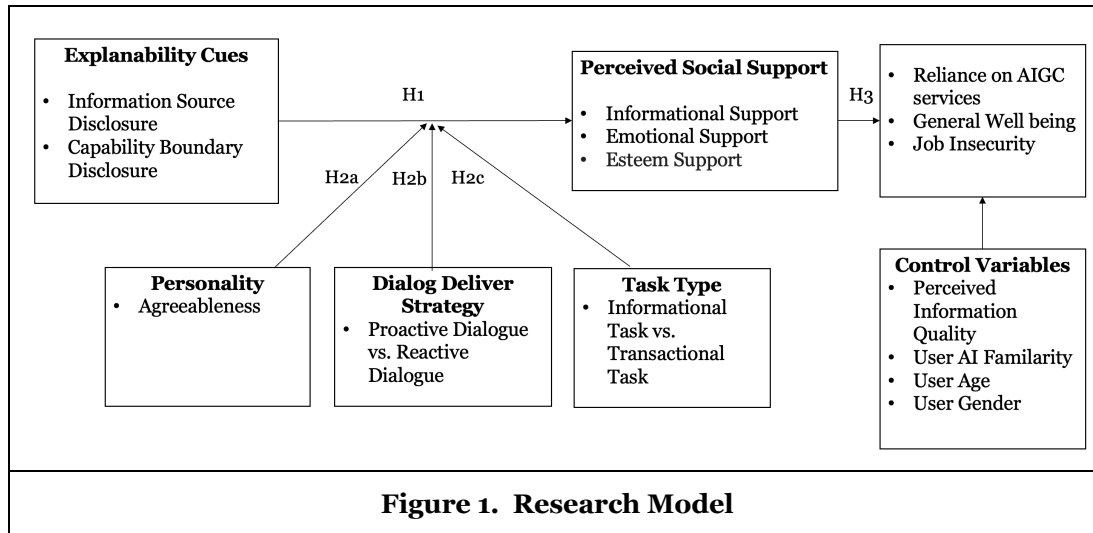 Explanability Cues
• Information Source
Disclosure
• Capability Boundary
Disclosure
H1
Perceived Social Support
• Informational Support
• Emotional Support
• Esteem Support
H3
• Reliance on AIGC
services
• General Well being
• Job Insecurity
H2a
H2b
H2c
Personality
• Agreeableness
Dialog Deliver
Strategy
• Proactive Dialogue
vs. Reactive
Dialogue
Task Type
• Informational
Task vs.
Transactional
Task
Control Variables
• Perceived
Information
Quality
• User AI Familarity
• User Age
• User Gender
Figure 1. Research Model